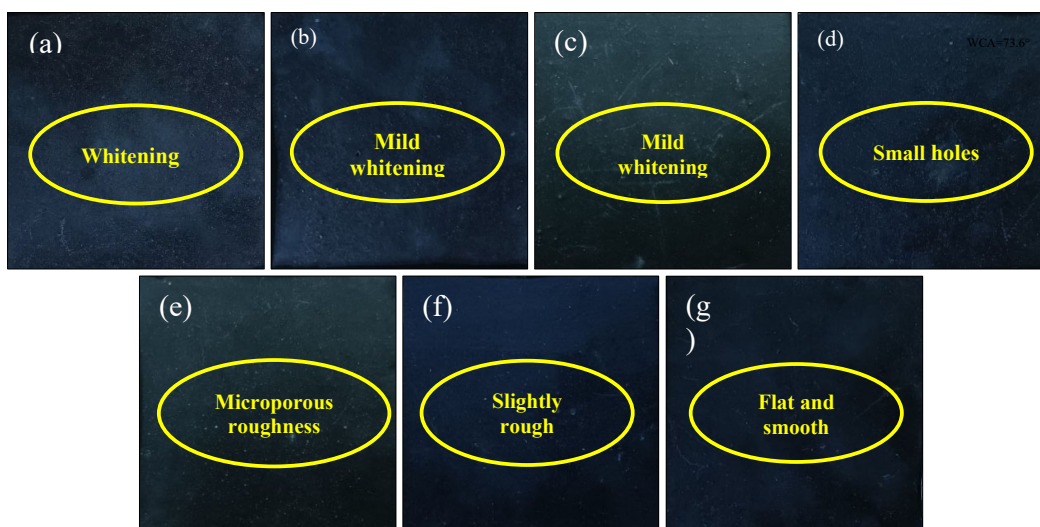 (a)
Whitening
(b)
Mild
whitening
(c)
Mild
whitening
(d)
WCA=73.6°
Small holes
(e)
Microporous
roughness
(f)
Slightly
rough
(g
)
Flat and
smooth